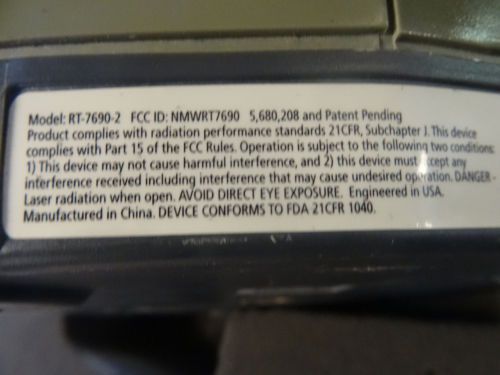 Model: RT-7690-2 FCC ID: NMWRT7690 5,680,208 and Patent Pending
Product complies with radiation performance standards 21CFR, Subchapter J. This device
complies with Part 15 of the FCC Rules. Operation is subject to the following two conditions:
1) This device may not cause harmful interference, and 2) this device must accept any
interference received including interference that may cause undesired operation. DANGER -
Laser radiation when open. AVOID DIRECT EYE EXPOSURE. Engineered in USA.
Manufactured in China. DEVICE CONFORMS TO FDA 21CFR 1040.